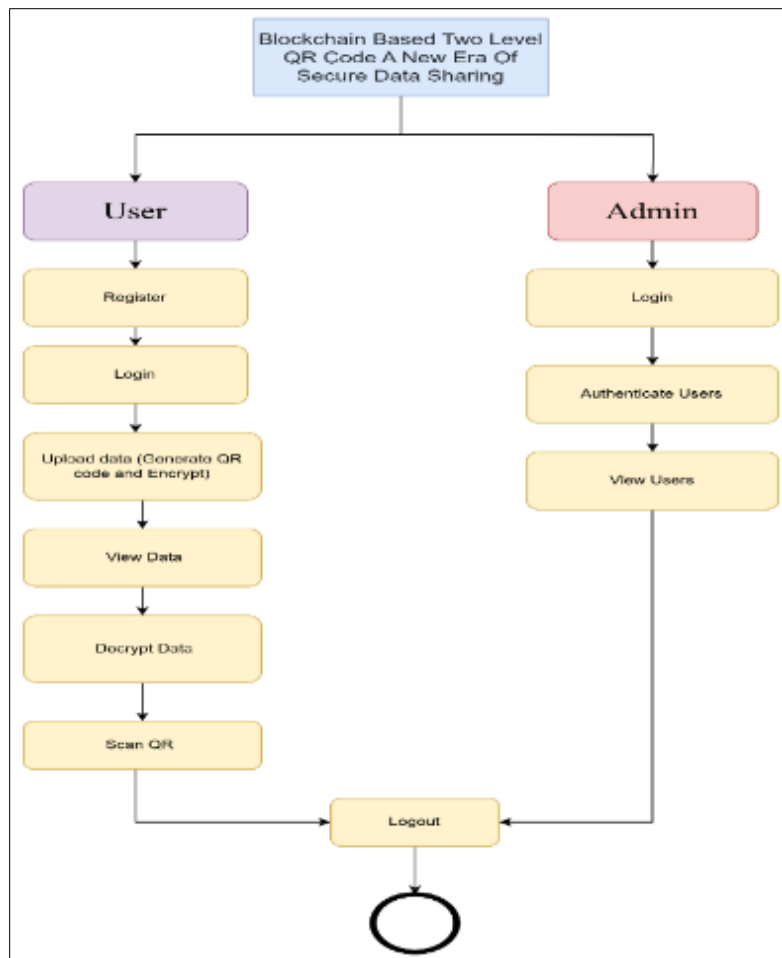 Blockchain Based Two Level
QR Code A New Era Of
Secure Data Sharing
User
Admin
Register
Login
Login
Authenticate Users
Upload data (Generate QR
code and Encrypt)
View Users
View Data
Decrypt Data
Scan QR
Logout